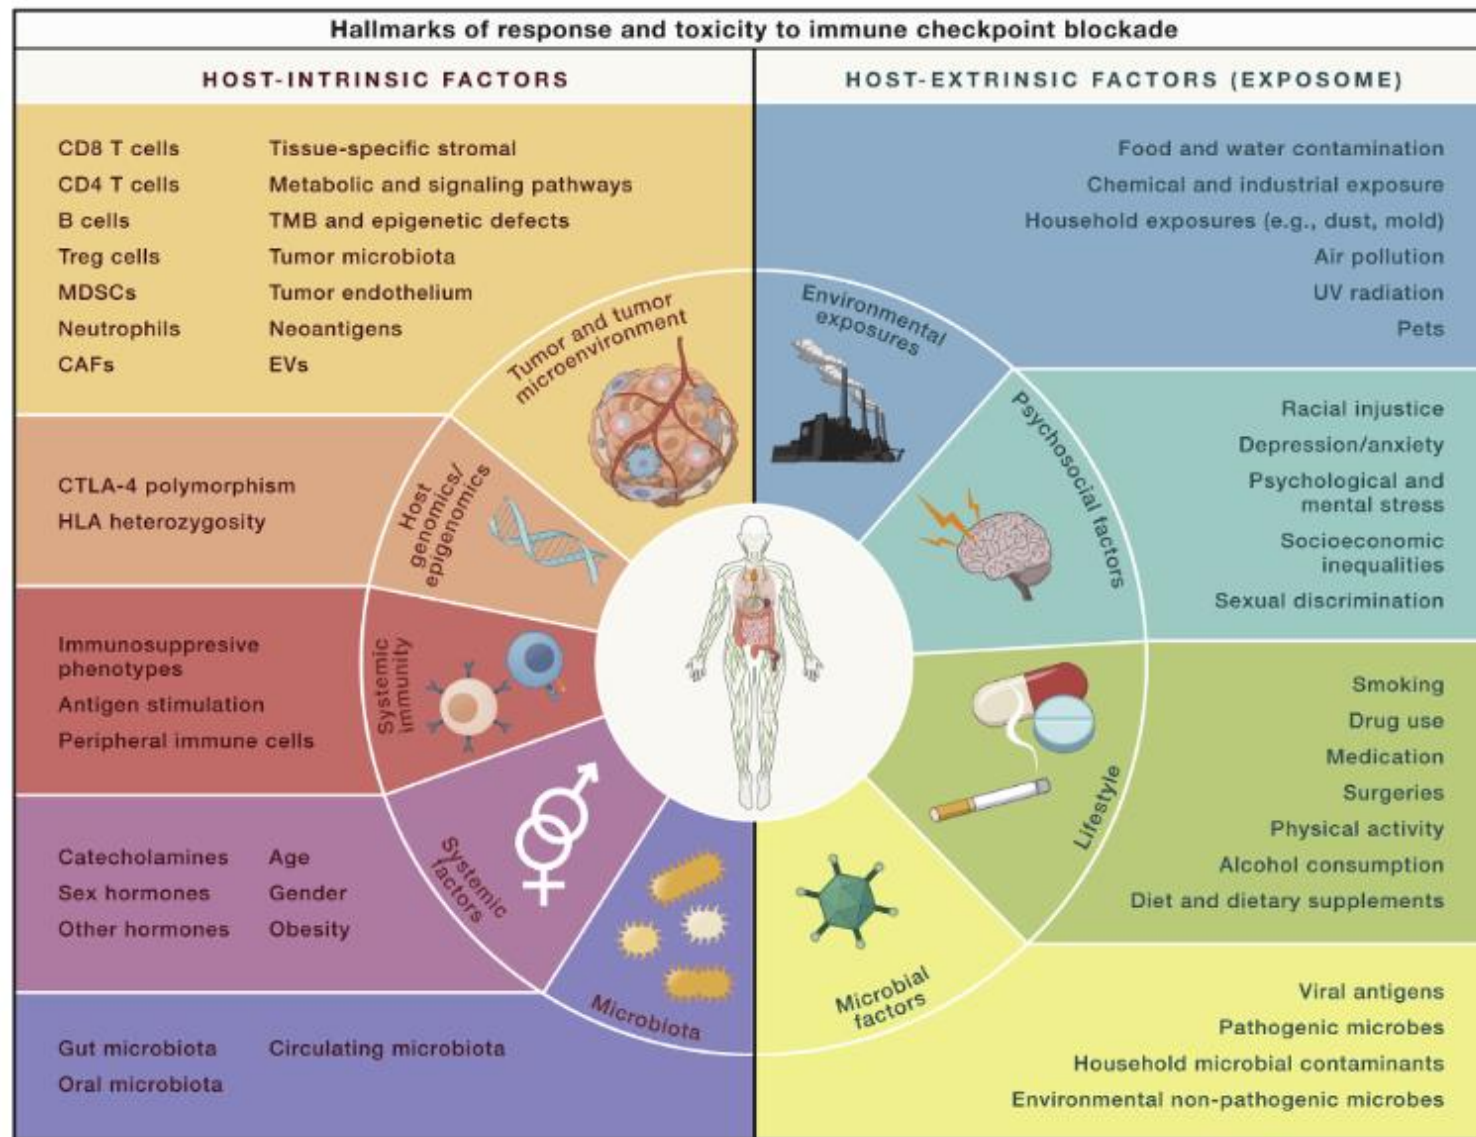 Hallmarks of response and toxicity to immune checkpoint blockade
HOST-INTRINSIC FACTORS
CD8 T cells
CD4 T cells
B cells
Treg cells
MDSCs
Neutrophils
CAFs
Tissue-specific stromal
Metabolic and signaling pathways
TMB and epigenetic defects
Tumor microbiota
Tumor endothelium
Neoantigens
EVs
Tumor and tumor
microenvironment
CTLA-4 polymorphism
HLA heterozygosity
Host
genomics/
epigenomics
Immunosuppresive
phenotypes
Antigen stimulation
Peripheral immune cells
Systemic
immunity
Catecholamines
Sex hormones
Other hormones
Age
Gender
Obesity
Systemic
factors
Gut microbiota
Oral microbiota
Circulating microbiota
Microbiota
HOST-EXTRINSIC FACTORS (EXPOSOME)
Food and water contamination
Chemical and industrial exposure
Household exposures (e.g., dust, mold)
Air pollution
UV radiation
Pets
Environmental
exposures
Racial injustice
Depression/anxiety
Psychological and
mental stress
Socioeconomic
inequalities
Sexual discrimination
Psychosocial factors
Smoking
Drug use
Medication
Surgeries
Physical activity
Alcohol consumption
Diet and dietary supplements
Lifestyle
Viral antigens
Pathogenic microbes
Household microbial contaminants
Environmental non-pathogenic microbes
Microbial
factors